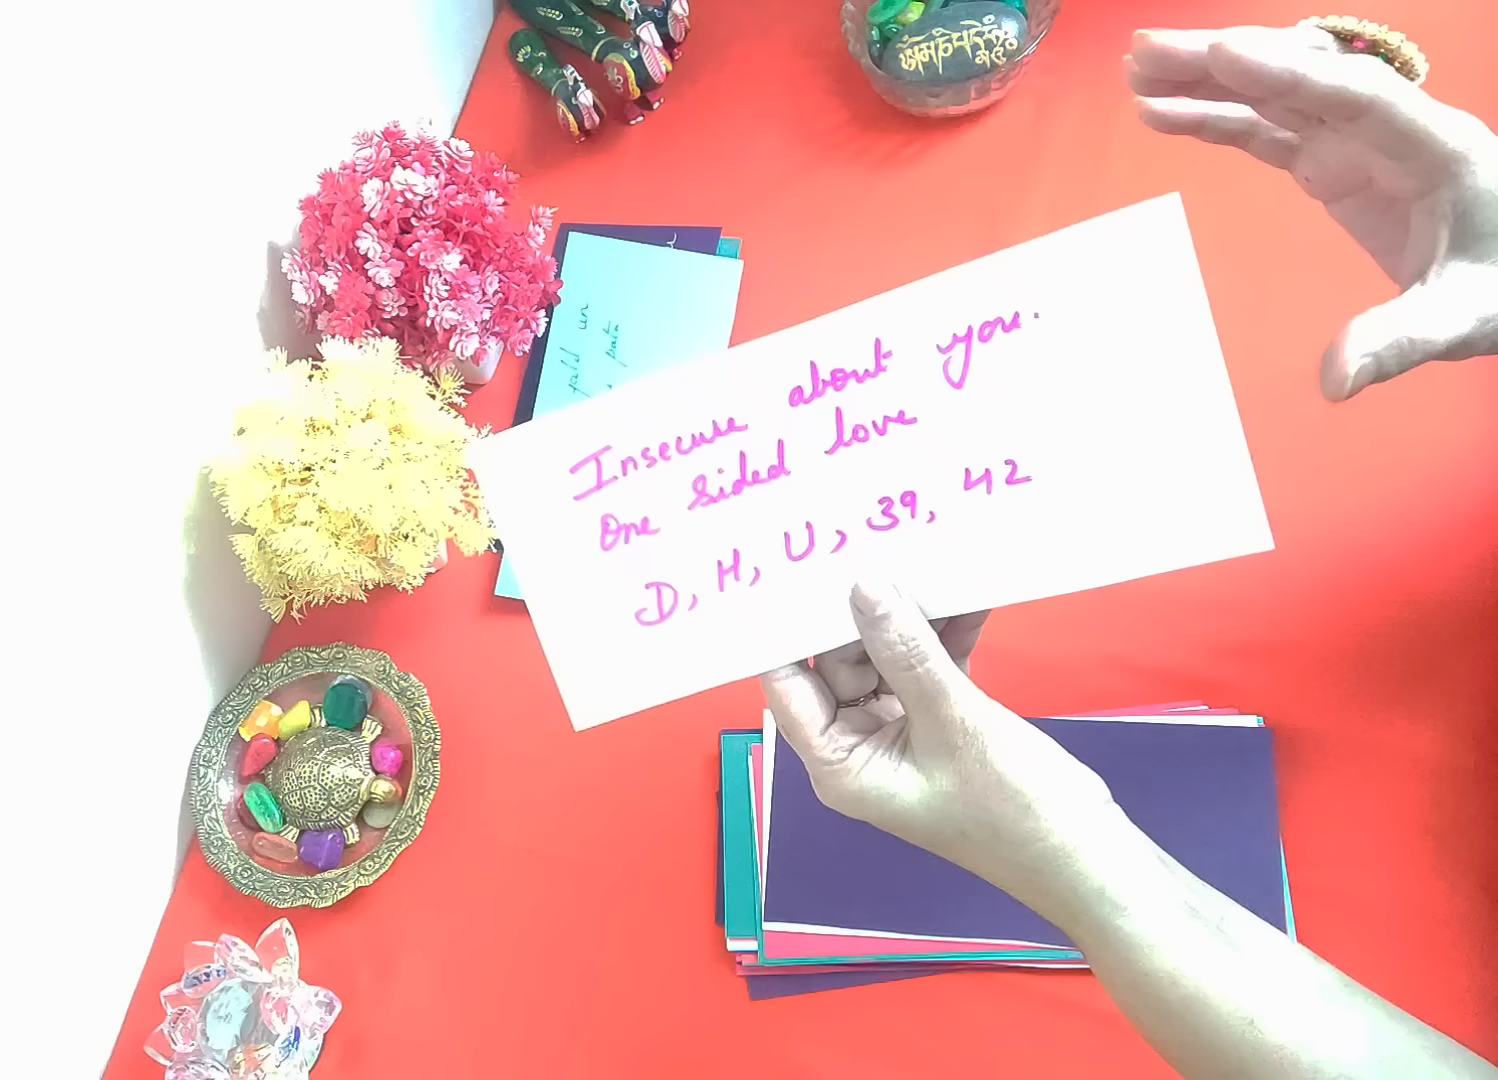 Insecure about you.
One sided love
D, H, U, 39, 42